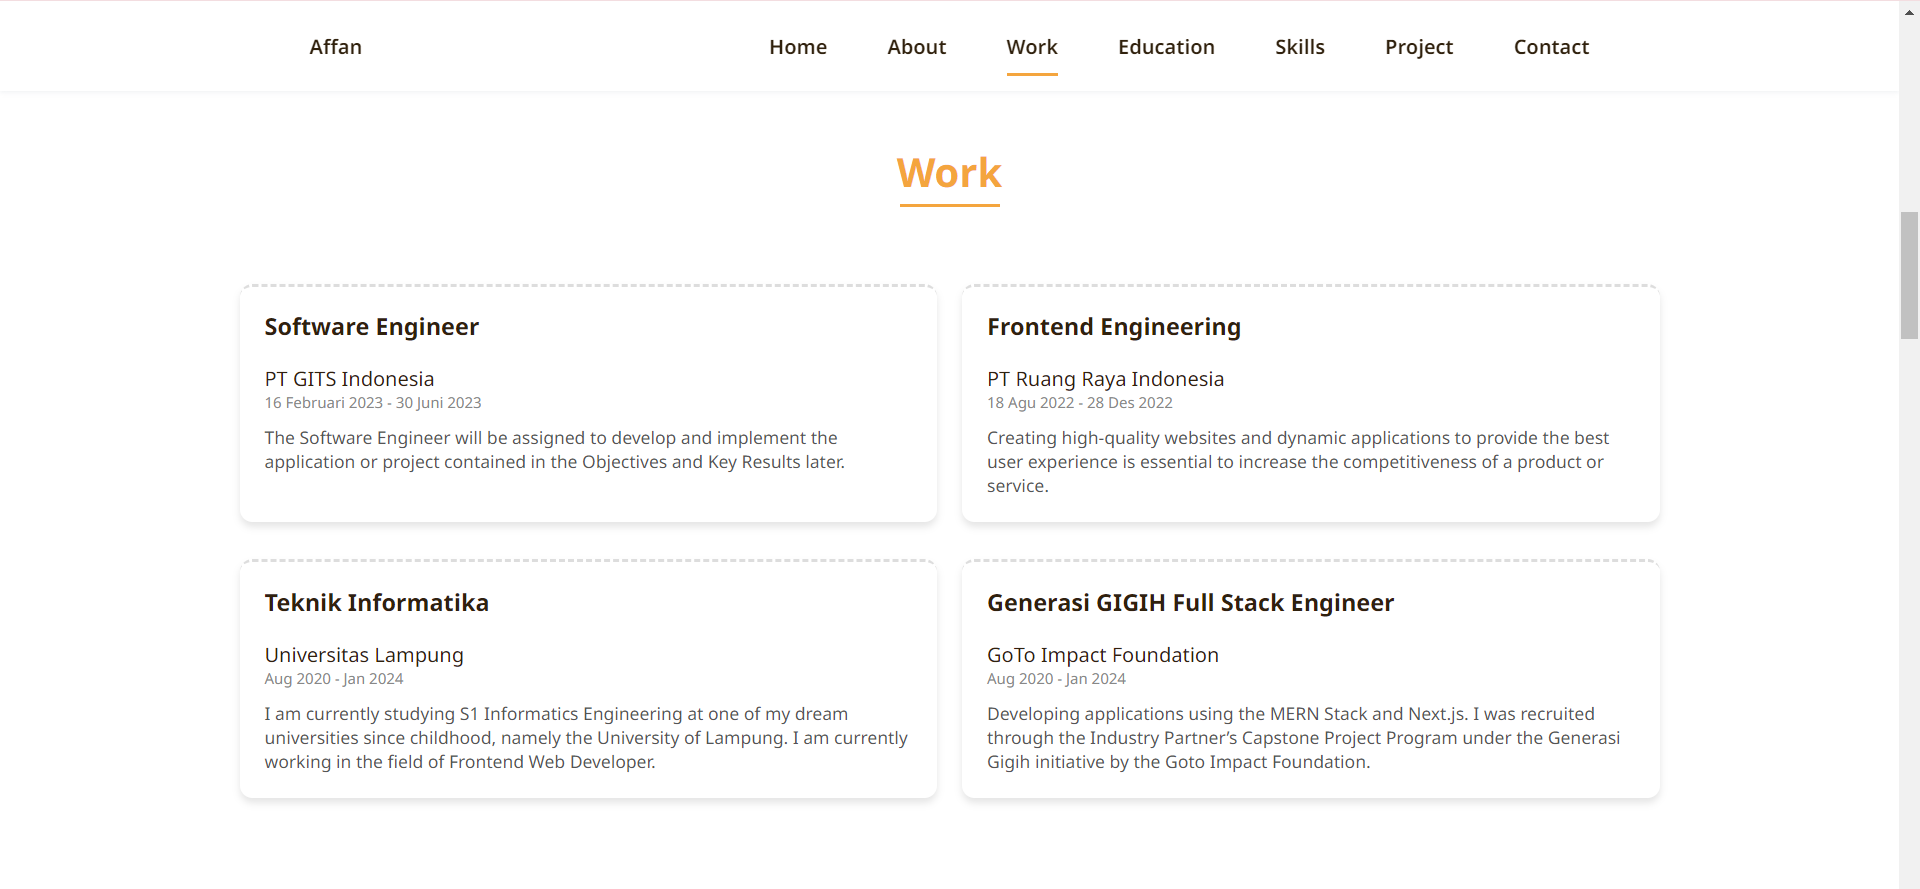 Affan
Home
About
Work
Education
Skills
Project
Contact
Work
Software Engineer
PT GITS Indonesia
16 Februari 2023 - 30 Juni 2023
The Software Engineer will be assigned to develop and implement the
application or project contained in the Objectives and Key Results later.
Frontend Engineering
PT Ruang Raya Indonesia
18 Agu 2022 - 28 Des 2022
Creating high-quality websites and dynamic applications to provide the best
user experience is essential to increase the competitiveness of a product or
service.
Teknik Informatika
Universitas Lampung
Aug 2020 - Jan 2024
I am currently studying S1 Informatics Engineering at one of my dream
universities since childhood, namely the University of Lampung. I am currently
working in the field of Frontend Web Developer.
Generasi GIGIH Full Stack Engineer
GoTo Impact Foundation
Aug 2020 - Jan 2024
Developing applications using the MERN Stack and Next.js. I was recruited
through the Industry Partner’s Capstone Project Program under the Generasi
Gigih initiative by the Goto Impact Foundation.